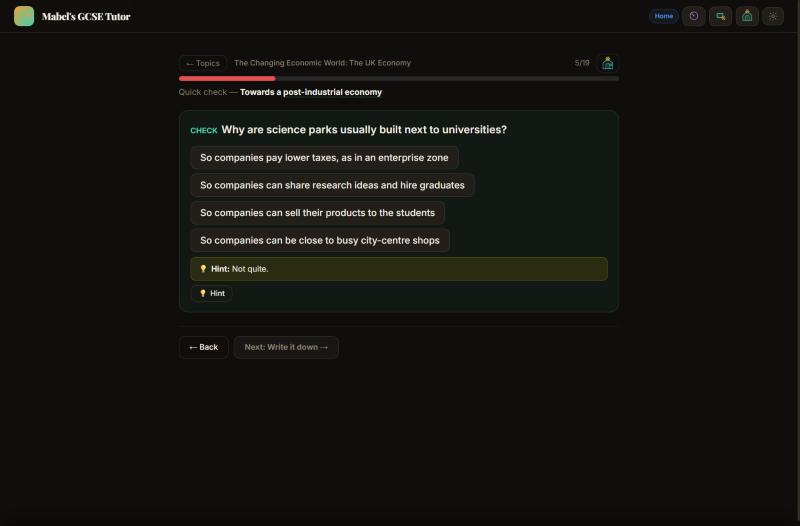 Mabel's GCSE Tutor
Home
← Topics
The Changing Economic World: The UK Economy
5/19
Quick check — Towards a post-industrial economy
CHECK Why are science parks usually built next to universities?
So companies pay lower taxes, as in an enterprise zone
So companies can share research ideas and hire graduates
So companies can sell their products to the students
So companies can be close to busy city-centre shops
Hint: Not quite.
Hint
← Back
Next: Write it down →